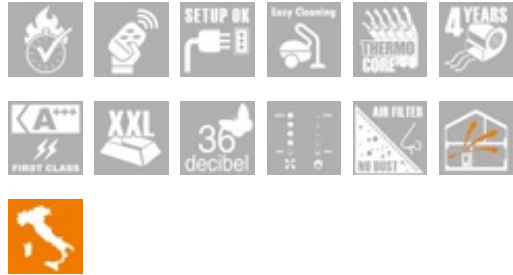 SETUP OK
Easy Cleaning
THERMO
CORE
4 YEARS
A+++
FIRST CLASS
XXL
36
decibel
AIR FILTER
NO DUST